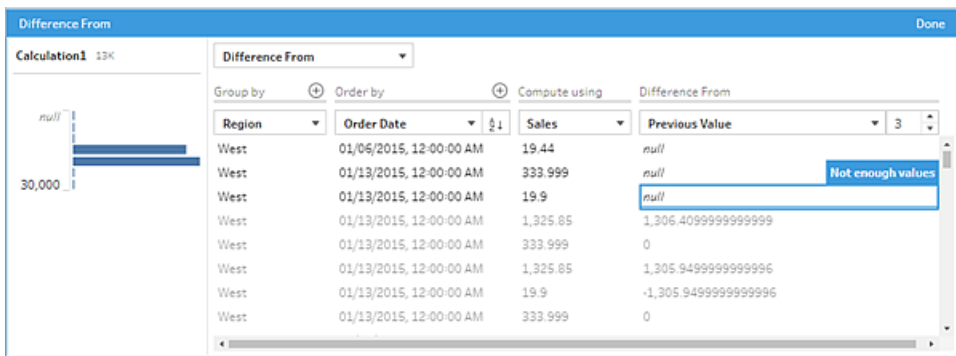 Difference From Done
Calculation1 13K
Difference From
Group by Order by Compute using Difference From
null
30,000
Region Order Date Sales Previous Value 3
West 01/06/2015, 12:00:00 AM 19.44 null
West 01/13/2015, 12:00:00 AM 333.999 null Not enough values
West 01/13/2015, 12:00:00 AM 19.9 null
West 01/13/2015, 12:00:00 AM 1,325.85 1,306.4099999999999
West 01/13/2015, 12:00:00 AM 333.999 0
West 01/13/2015, 12:00:00 AM 1,325.85 1,305.9499999999996
West 01/13/2015, 12:00:00 AM 19.9 -1,305.9499999999996
West 01/13/2015, 12:00:00 AM 333.999 0